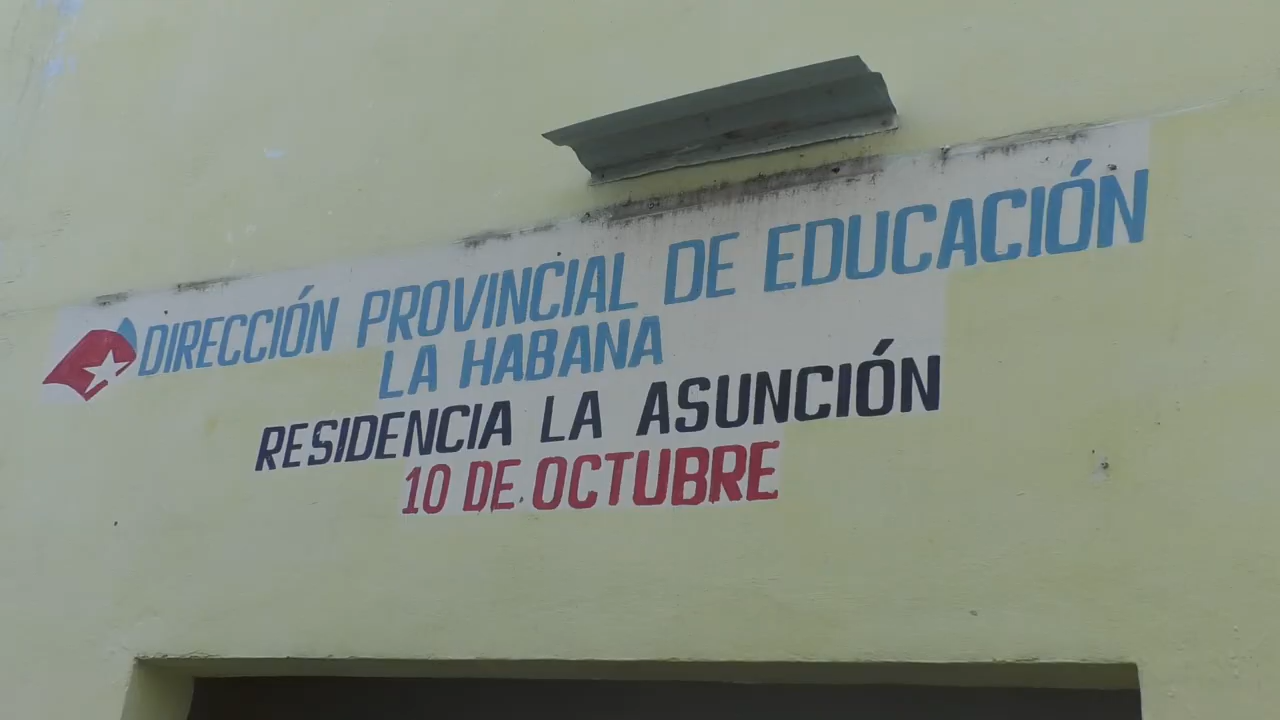 DIRECCIÓN PROVINCIAL DE EDUCACIÓN
LA HABANA
RESIDENCIA LA ASUNCIÓN
10 DE OCTUBRE